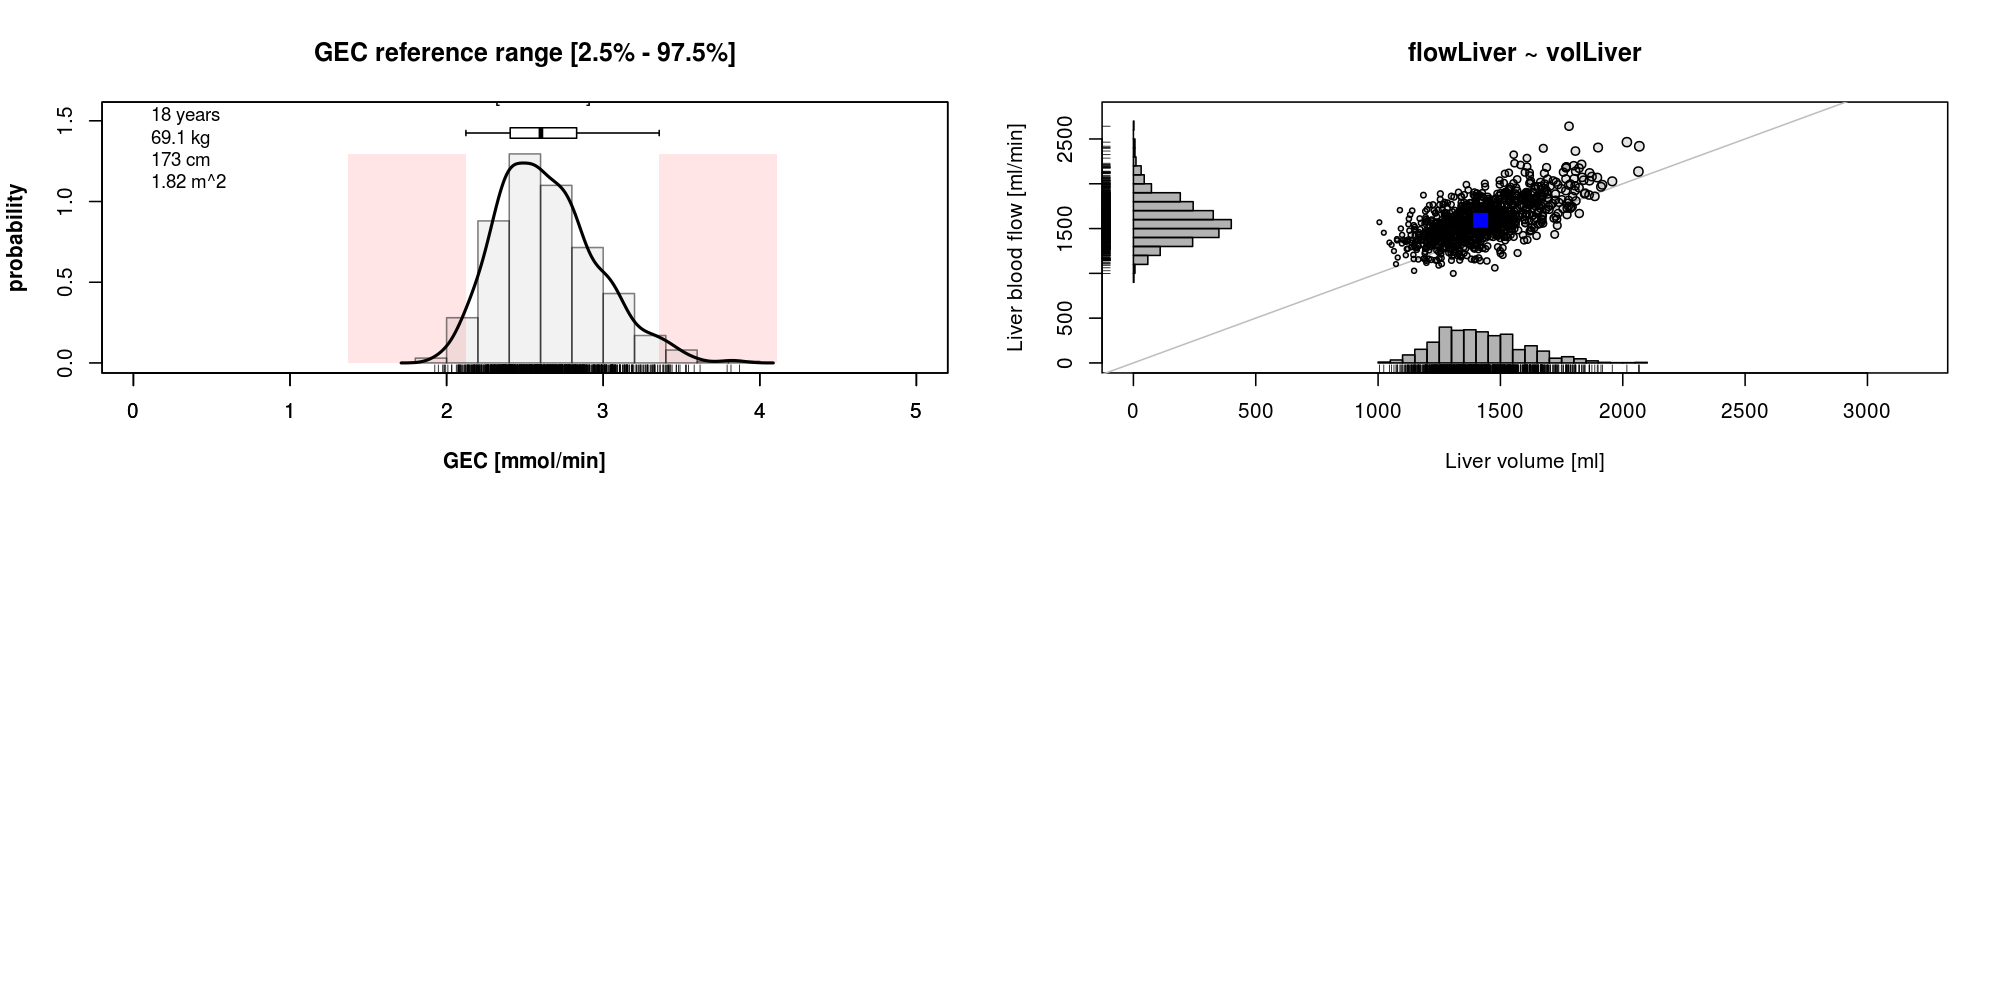 GEC reference range [2.5% - 97.5%]
18 years
69.1 kg
173 cm
1.82 m^2
probability
0.0
0.5
1.0
1.5
0
1
2
3
4
5
GEC [mmol/min]
flowLiver ~ volLiver
Liver blood flow [ml/min]
0
500
1500
2500
0
500
1000
1500
2000
2500
3000
Liver volume [ml]